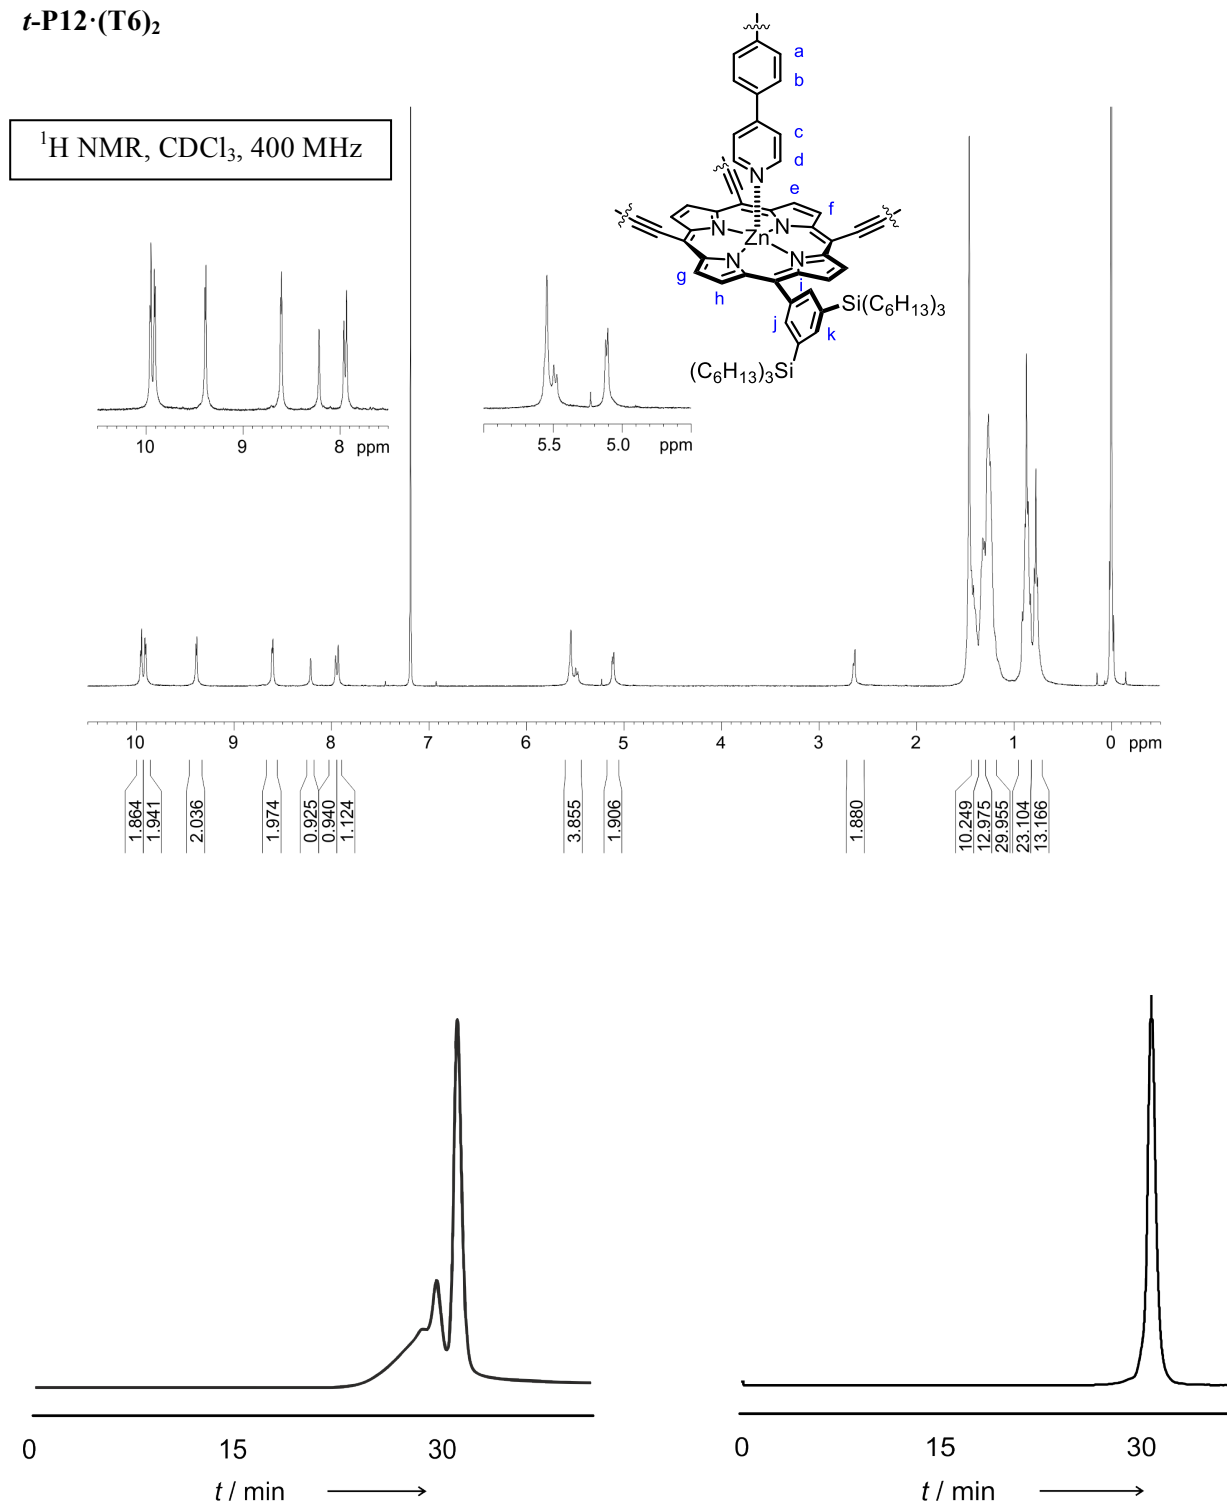 t-P12·(T6)₂
¹H NMR, CDCl₃, 400 MHz
a
b
c
d
N
e
f
N
N
Zn
N
N
g
h
i
j
k
Si(C₆H₁₃)₃
(C₆H₁₃)₃Si
10 9 8 ppm
5.5 5.0 ppm
10 9 8 7 6 5 4 3 2 1 0 ppm
1.864
1.941
2.036
1.974
0.925
0.940
1.124
3.855
1.906
1.880
10.249
12.975
29.955
23.104
13.166
0 15 30
t / min
0 15 30
t / min